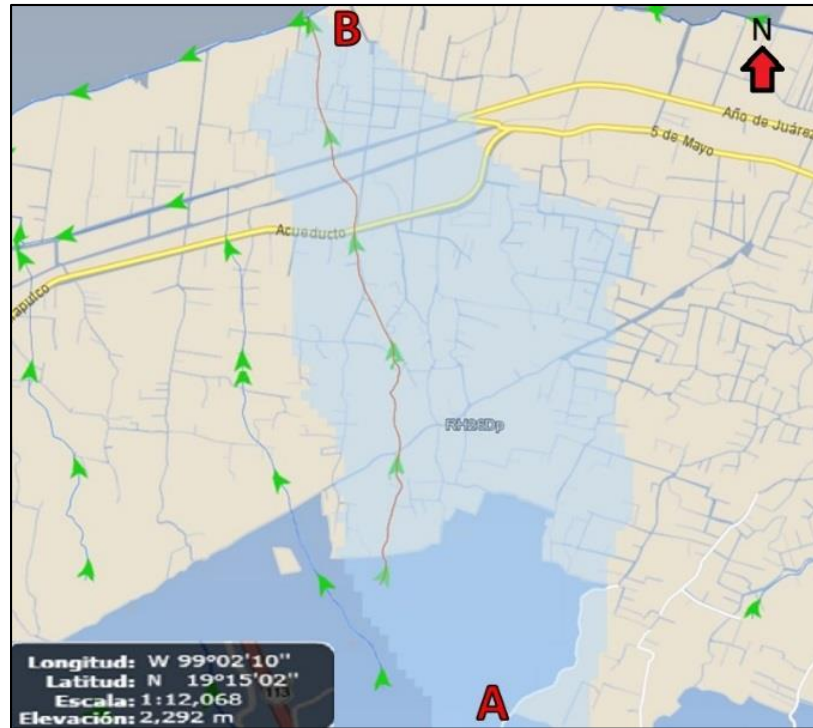 B
N
Año de Juárez
5 de Mayo
Acueducto
apulco
RH26Dp
A
113
Longitud: W 99°02'10"
Latitud: N 19°15'02"
Escala: 1:12,068
Elevación: 2,292 m